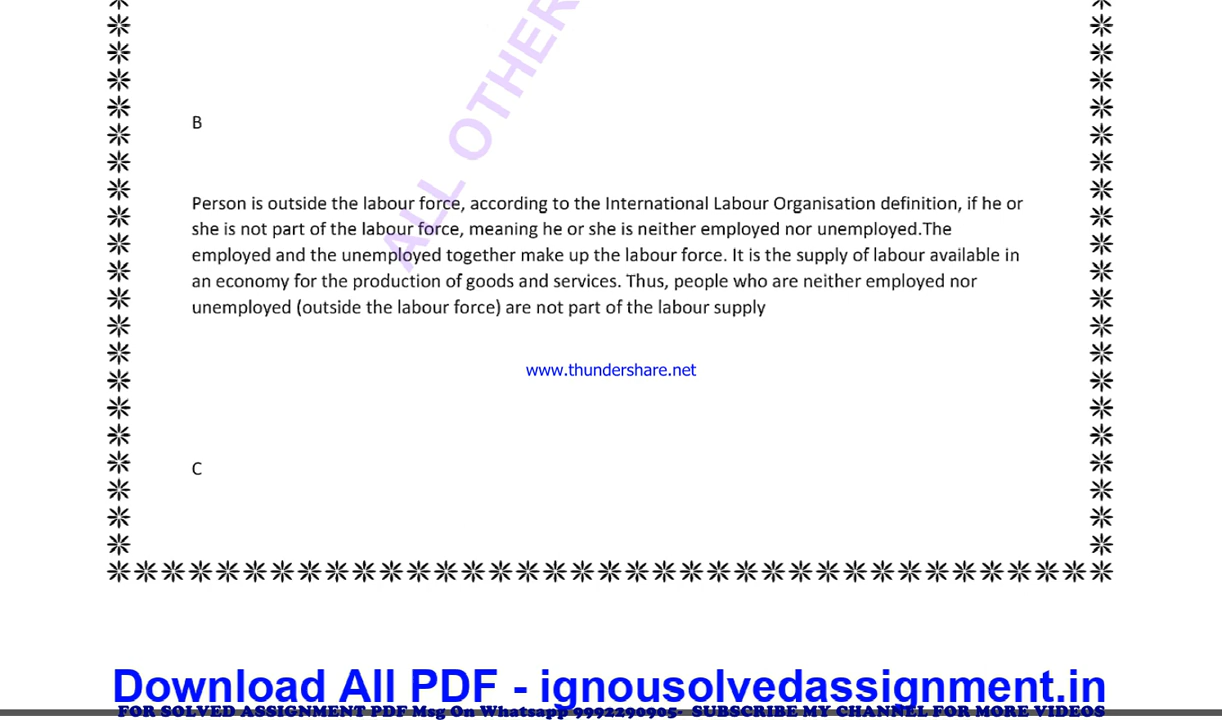 ALL OTHER
B
Person is outside the labour force, according to the International Labour Organisation definition, if he or
she is not part of the labour force, meaning he or she is neither employed nor unemployed.The
employed and the unemployed together make up the labour force. It is the supply of labour available in
an economy for the production of goods and services. Thus, people who are neither employed nor
unemployed (outside the labour force) are not part of the labour supply
www.thundershare.net
C
Download All PDF - ignousolvedassignment.in
FOR SOLVED ASSIGNMENT PDF Msg On Whatsapp 9992290905- SUBSCRIBE MY CHANNEL FOR MORE VIDEOS